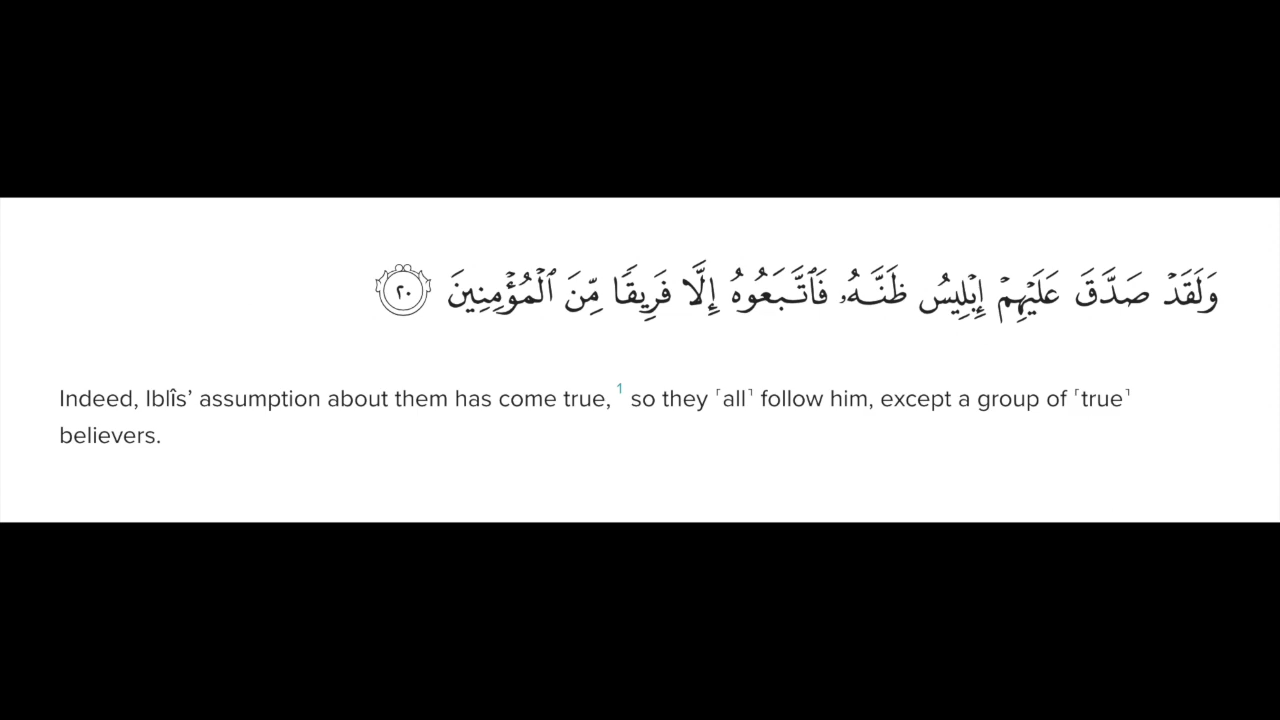 وَلَقَدْ صَدَّقَ عَلَيْهِمْ إِبْلِيسُ ظَنَّهُۥ فَٱتَّبَعُوهُ إِلَّا فَرِيقًا مِّنَ ٱلْمُؤْمِنِينَ ٢٠
Indeed, Iblîs’ assumption about them has come true, 1 so they ˹all˺ follow him, except a group of ˹true˺
believers.